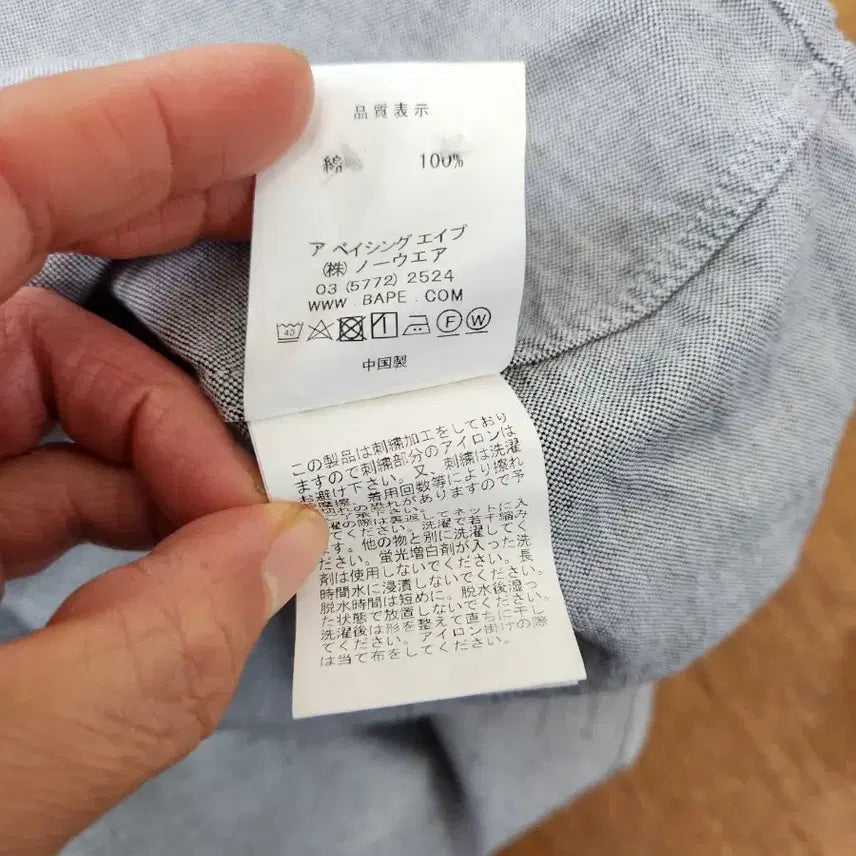 品質表示
綿 100%
ア ベイシング エイプ
(株) ノーウエア
03 (5772) 2524
WWW . BAPE . COM
40 F W
中国製
この製品は刺繍加工をしており
ますので刺繍部分のアイロンは
お避け下さい。又、刺繍は洗濯
摩擦、着用回数等により擦れ
切れの恐れがありますので予
の際は裏返してネットに入
てください。洗濯で若干縮み
す。他の物と別に洗濯してく
ださい。蛍光増白剤が入った洗
剤は使用しないでください。長
時間水に浸漬しないでください。
脱水時間は短めに。脱水後湿っ
た状態で放置しないでください。
洗濯後は形を整えて直ちに干し
てください。アイロン掛けの際
は当て布をしてください。